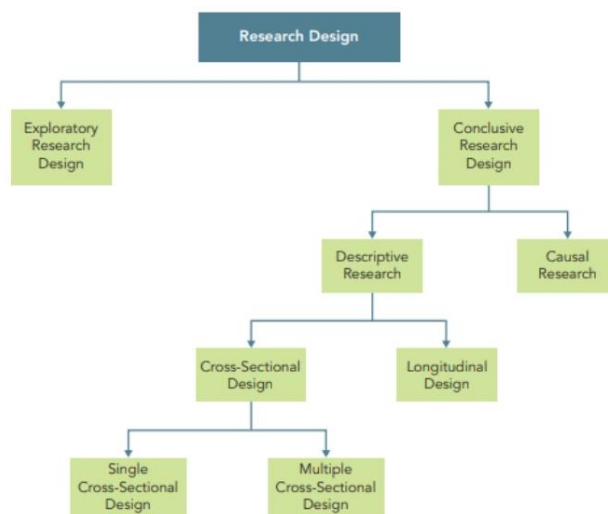 Research Design
Exploratory
Research
Design
Conclusive
Research
Design
Descriptive
Research
Causal
Research
Cross-Sectional
Design
Longitudinal
Design
Single
Cross-Sectional
Design
Multiple
Cross-Sectional
Design